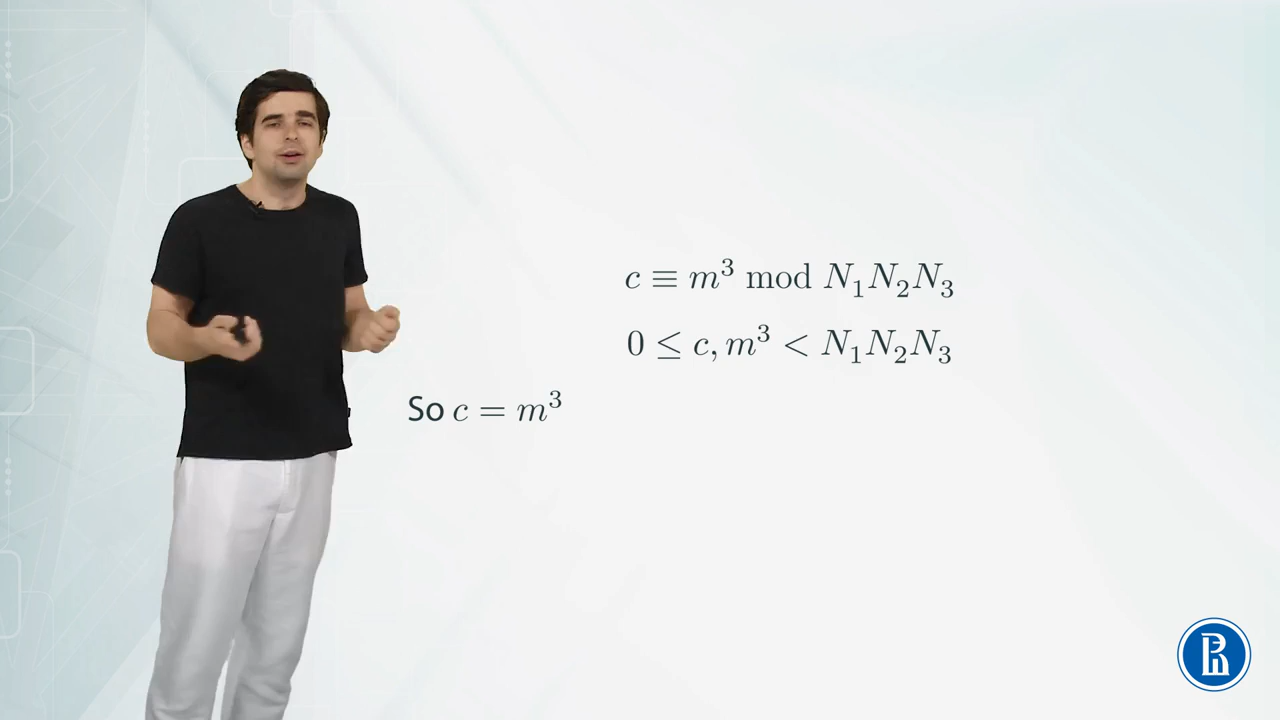 c ≡ m³ mod N₁N₂N₃
0 ≤ c, m³ < N₁N₂N₃
So c = m³